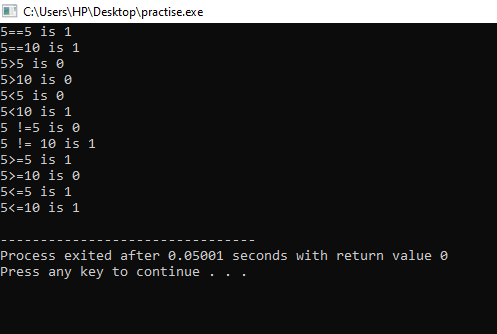 C:\Users\HP\Desktop\practise.exe
5==5 is 1
5==10 is 1
5>5 is 0
5>10 is 0
5<5 is 0
5<10 is 1
5 !=5 is 0
5 != 10 is 1
5>=5 is 1
5>=10 is 0
5<=5 is 1
5<=10 is 1
--------------------------------
Process exited after 0.05001 seconds with return value 0
Press any key to continue . . .